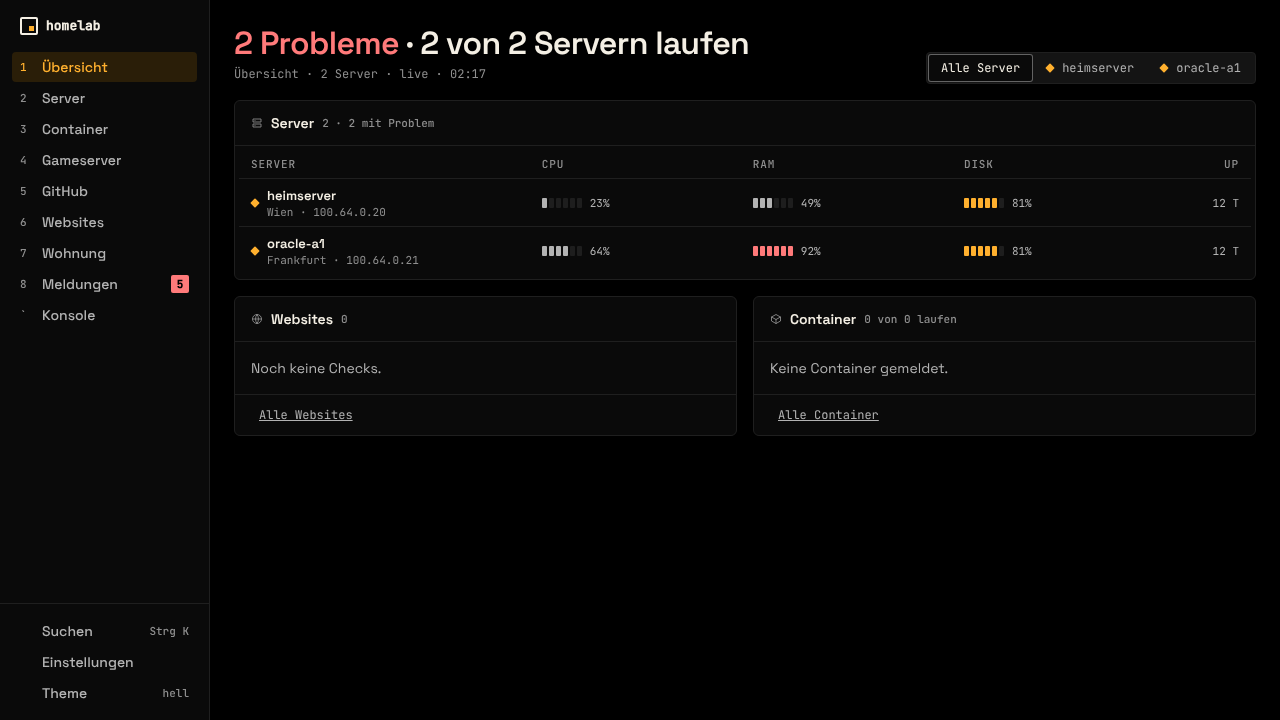 homelab
1 Übersicht
2 Server
3 Container
4 Gameserver
5 GitHub
6 Websites
7 Wohnung
8 Meldungen 5
` Konsole
Suchen Strg K
Einstellungen
Theme hell
2 Probleme · 2 von 2 Servern laufen
Übersicht · 2 Server · live · 02:17
Alle Server heimserver oracle-a1
Server 2 · 2 mit Problem
SERVER CPU RAM DISK UP
heimserver 23% 49% 81% 12 T
Wien · 100.64.0.20
oracle-a1 64% 92% 81% 12 T
Frankfurt · 100.64.0.21
Websites 0
Noch keine Checks.
Alle Websites
Container 0 von 0 laufen
Keine Container gemeldet.
Alle Container